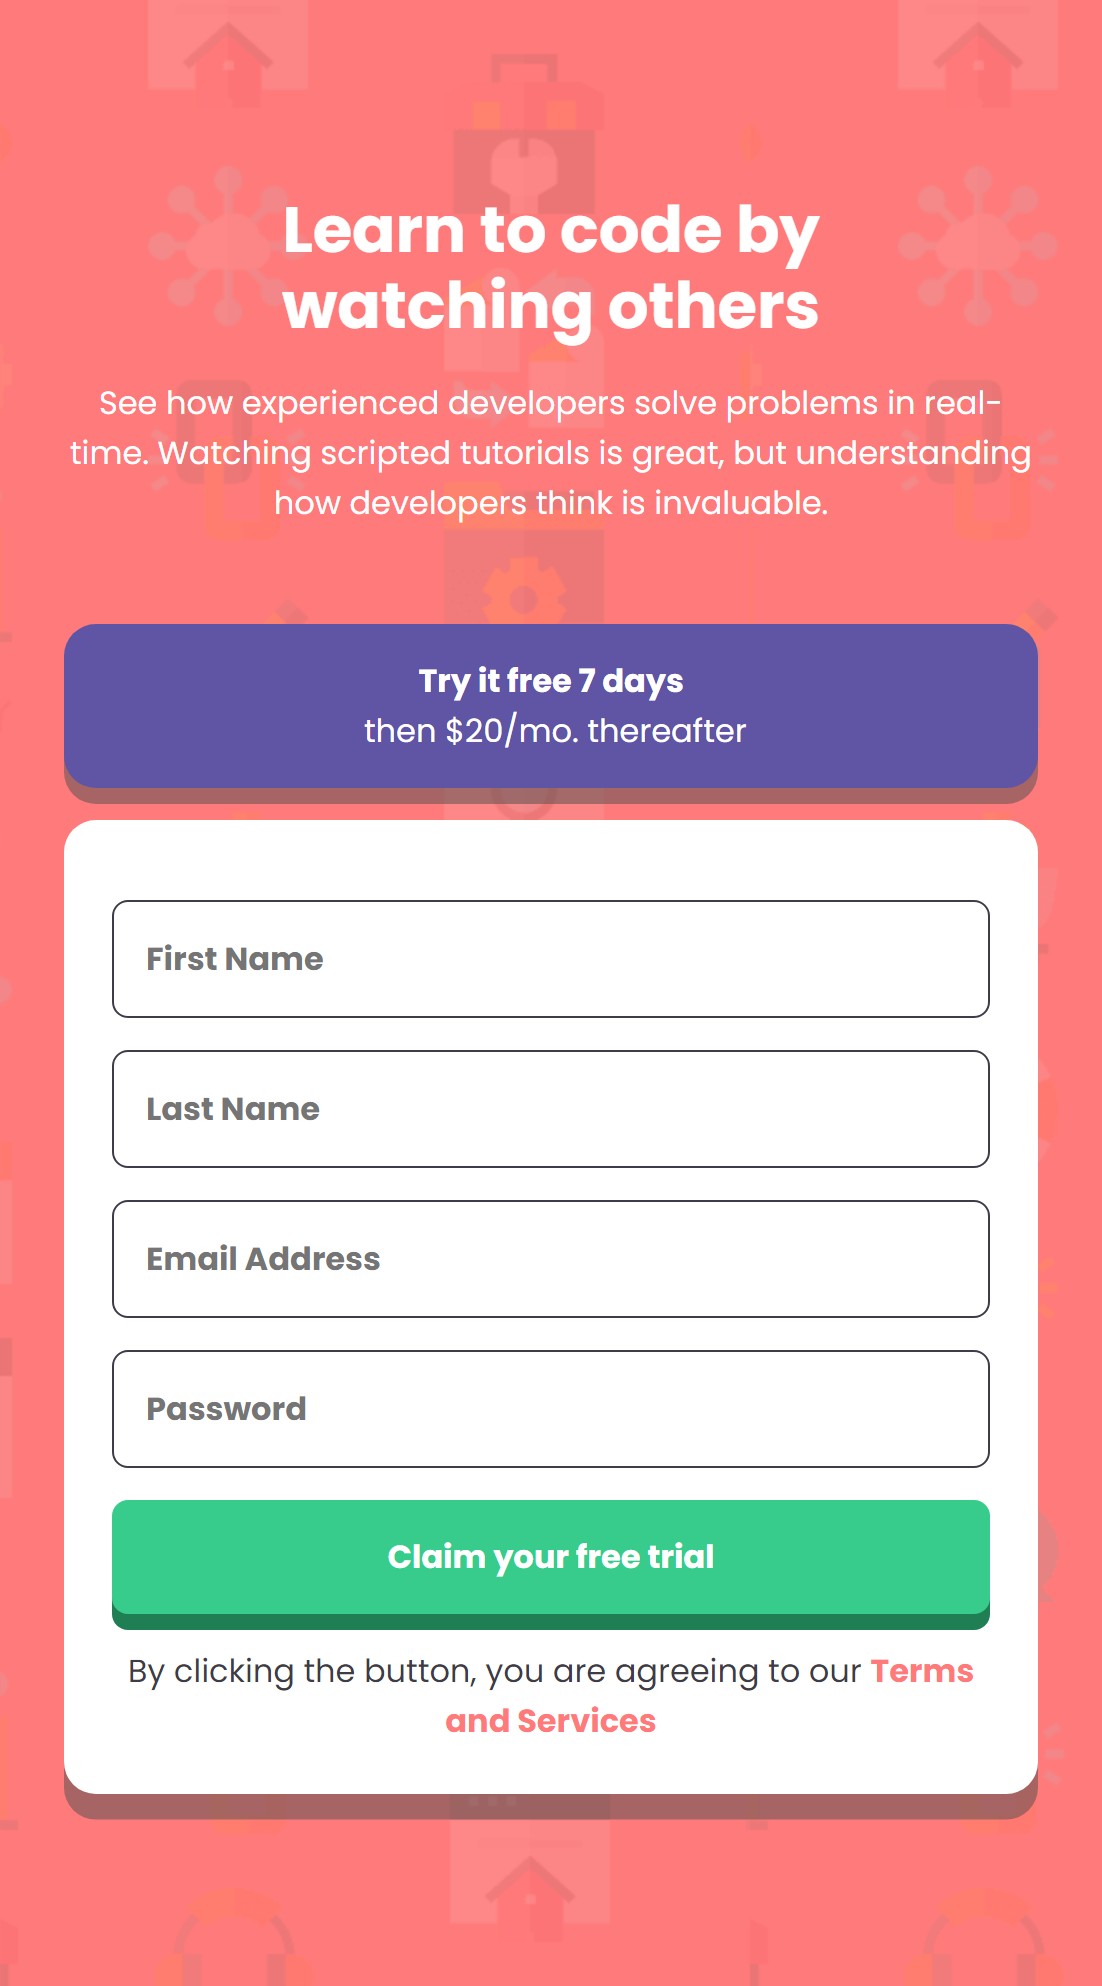 Learn to code by
watching others
See how experienced developers solve problems in real-
time. Watching scripted tutorials is great, but understanding
how developers think is invaluable.
Try it free 7 days
then $20/mo. thereafter
First Name
Last Name
Email Address
Password
Claim your free trial
By clicking the button, you are agreeing to our Terms
and Services